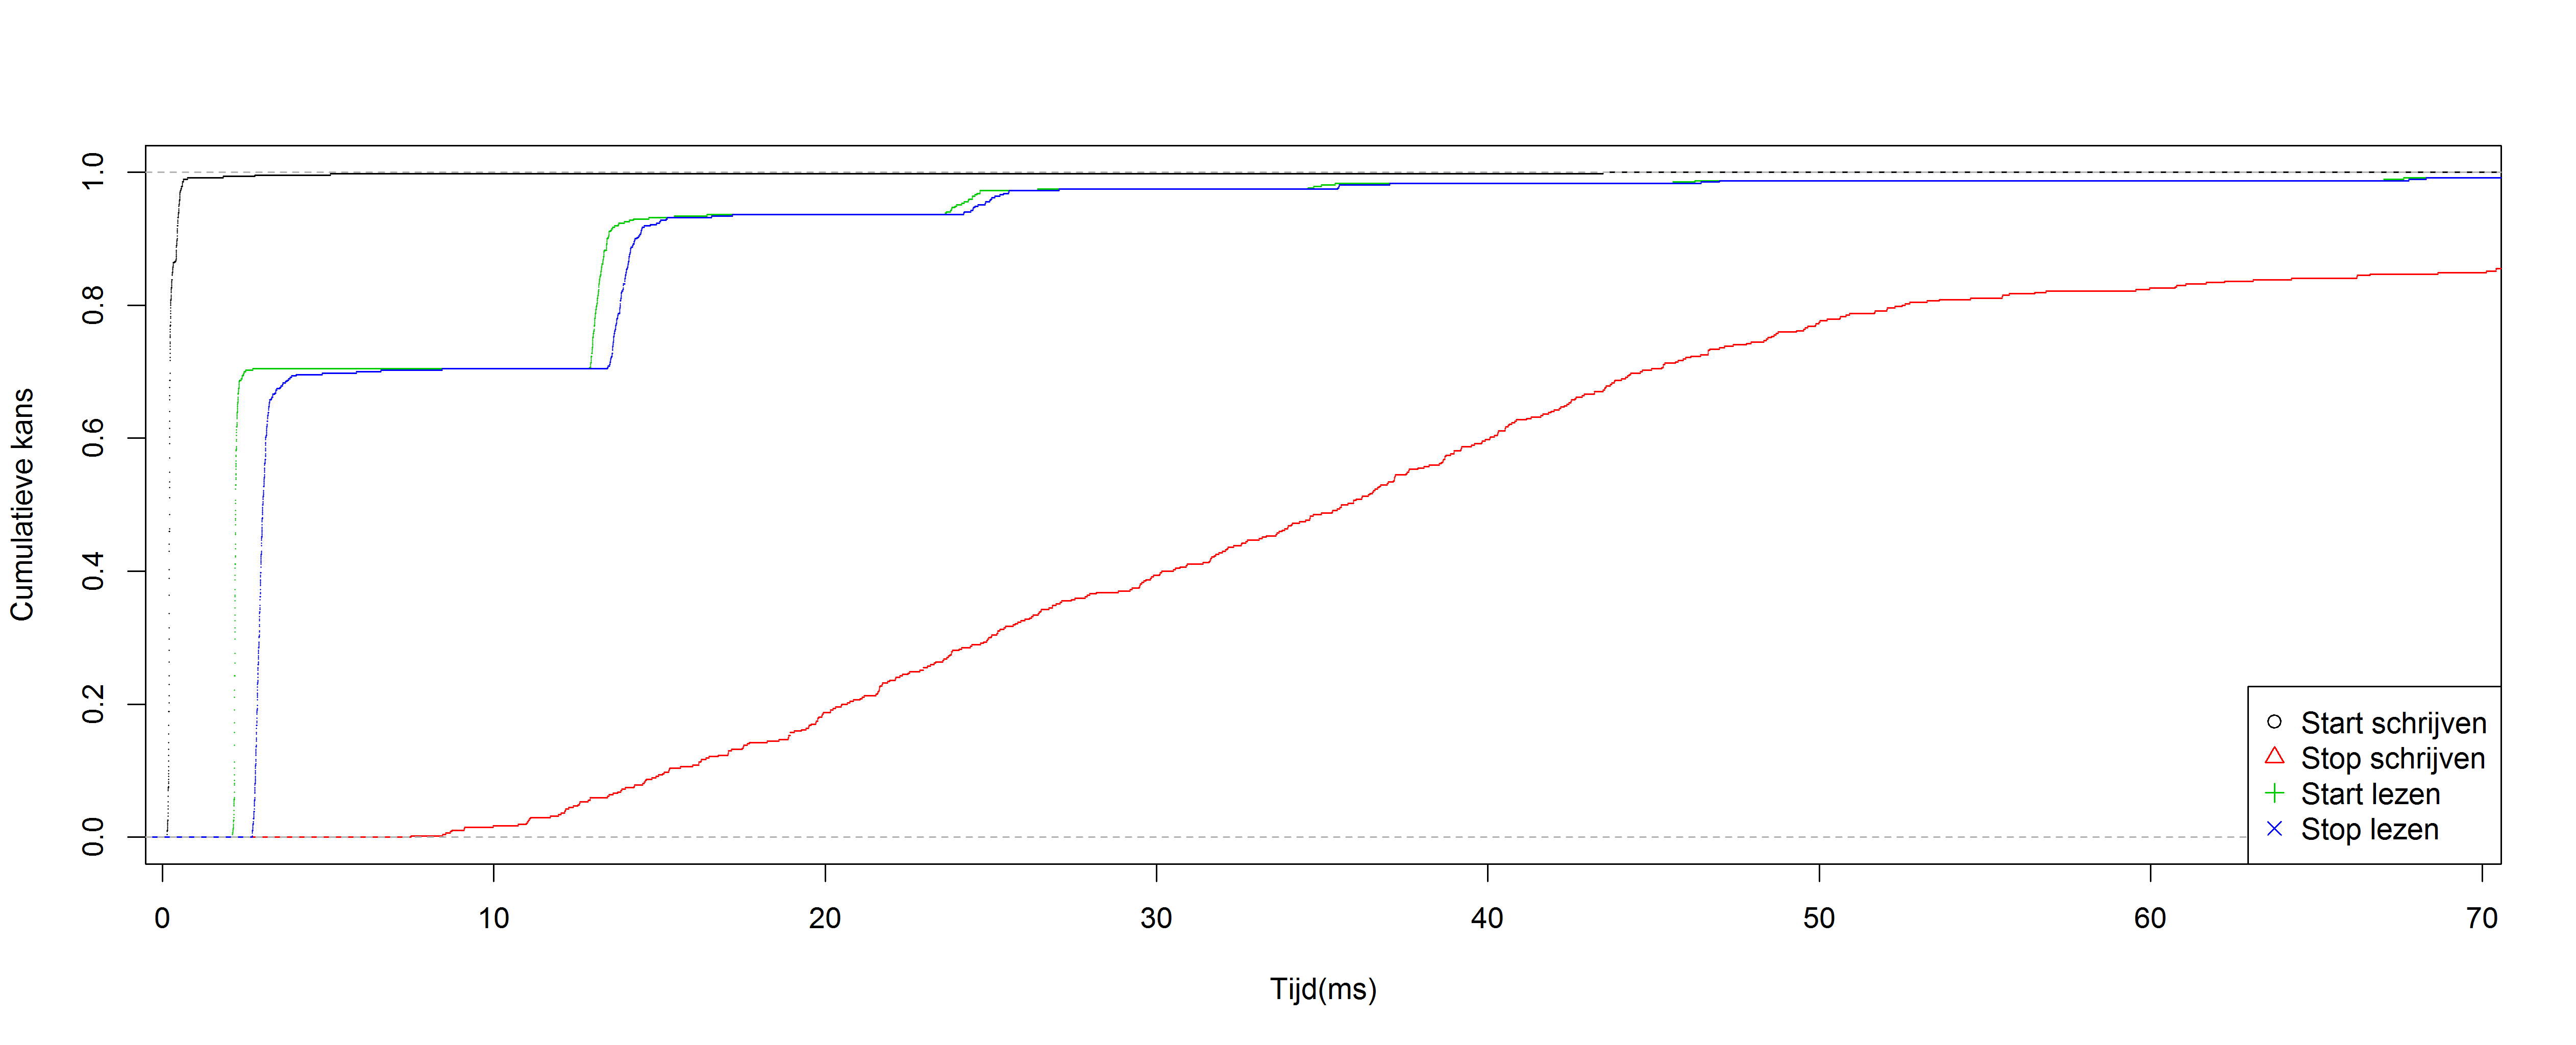 Cumulatieve kans
1.0
0.8
0.6
0.4
0.2
0.0
0 10 20 30 40 50 60 70
Tijd(ms)
Start schrijven
Stop schrijven
Start lezen
Stop lezen